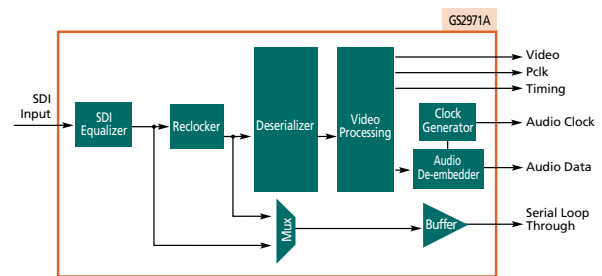 GS2971A
Video
Pclk
Timing
SDI
Input
SDI
Equalizer
Reclocker
Deserializer
Video
Processing
Clock
Generator
Audio Clock
Audio
De-embedder
Audio Data
Mux
Buffer
Serial Loop
Through